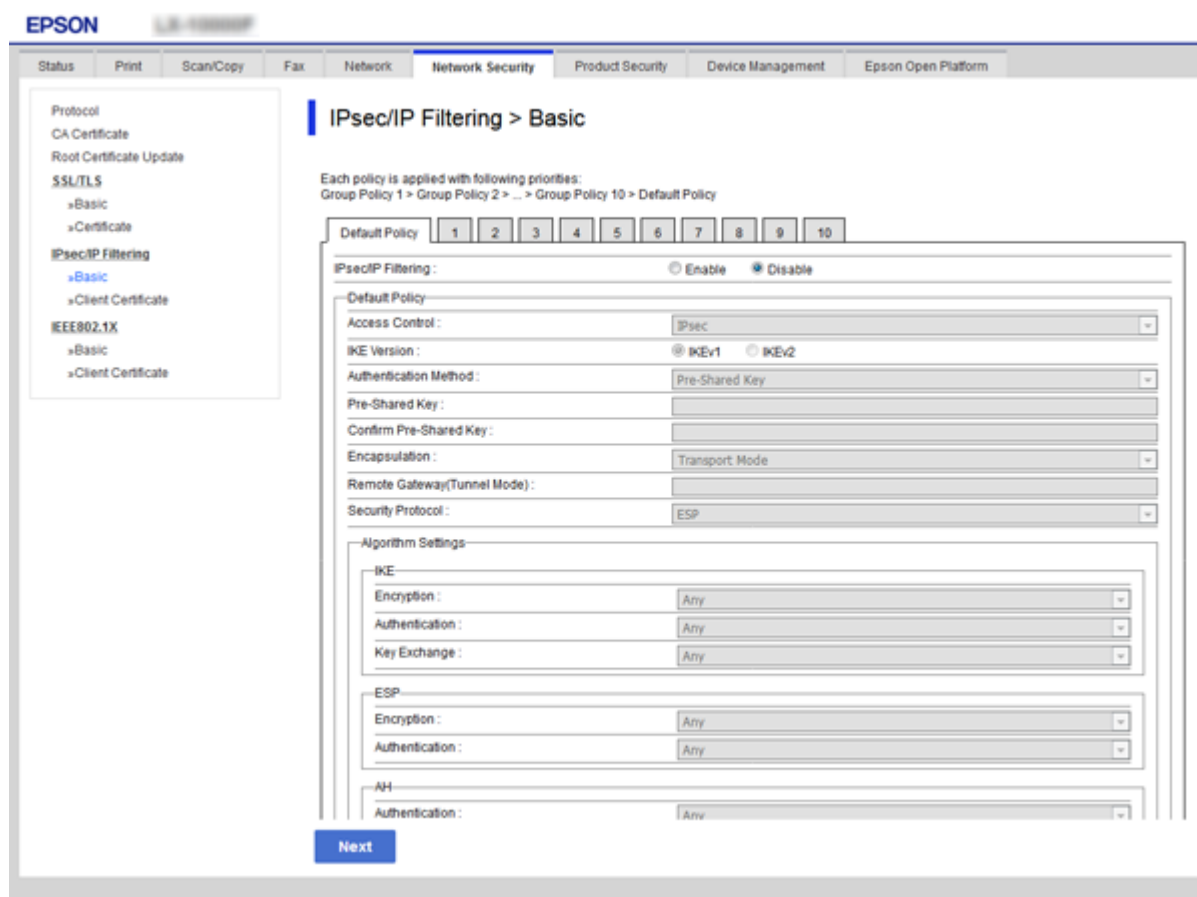 EPSON
Status Print Scan/Copy Fax Network Network Security Product Security Device Management Epson Open Platform
Protocol
CA Certificate
Root Certificate Update
SSL/TLS
»Basic
»Certificate
IPsec/IP Filtering
»Basic
»Client Certificate
IEEE802.1X
»Basic
»Client Certificate
IPsec/IP Filtering > Basic
Each policy is applied with following priorities:
Group Policy 1 > Group Policy 2 > ... > Group Policy 10 > Default Policy
Default Policy 1 2 3 4 5 6 7 8 9 10
IPsec/IP Filtering : Enable Disable
Default Policy
Access Control : IPsec
IKE Version : IKEv1 IKEv2
Authentication Method : Pre-Shared Key
Pre-Shared Key :
Confirm Pre-Shared Key :
Encapsulation : Transport Mode
Remote Gateway(Tunnel Mode) :
Security Protocol : ESP
Algorithm Settings
IKE
Encryption : Any
Authentication : Any
Key Exchange : Any
ESP
Encryption : Any
Authentication : Any
AH
Authentication : Any
Next